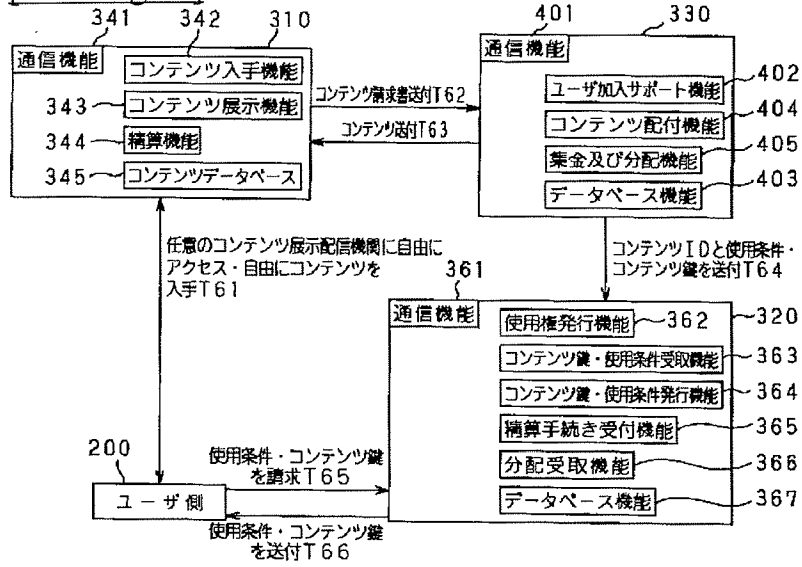 341
342
310
通信機能
コンテンツ入手機能
343
コンテンツ展示機能
344
精算機能
345
コンテンツデータベース
コンテンツ請求書送付T62
コンテンツ送付T63
401
330
通信機能
402
ユーザ加入サポート機能
404
コンテンツ配付機能
405
集金及び分配機能
403
データベース機能
任意のコンテンツ展示配信機関に自由に
アクセス・自由にコンテンツを
入手T61
コンテンツIDと使用条件・
コンテンツ鍵を送付T64
361
通信機能
320
使用権発行機能
362
コンテンツ鍵・使用条件受取機能
363
コンテンツ鍵・使用条件発行機能
364
精算手続き受付機能
365
分配受取機能
366
データベース機能
367
200
ユーザ側
使用条件・コンテンツ鍵
を請求T65
使用条件・コンテンツ鍵
を送付T66